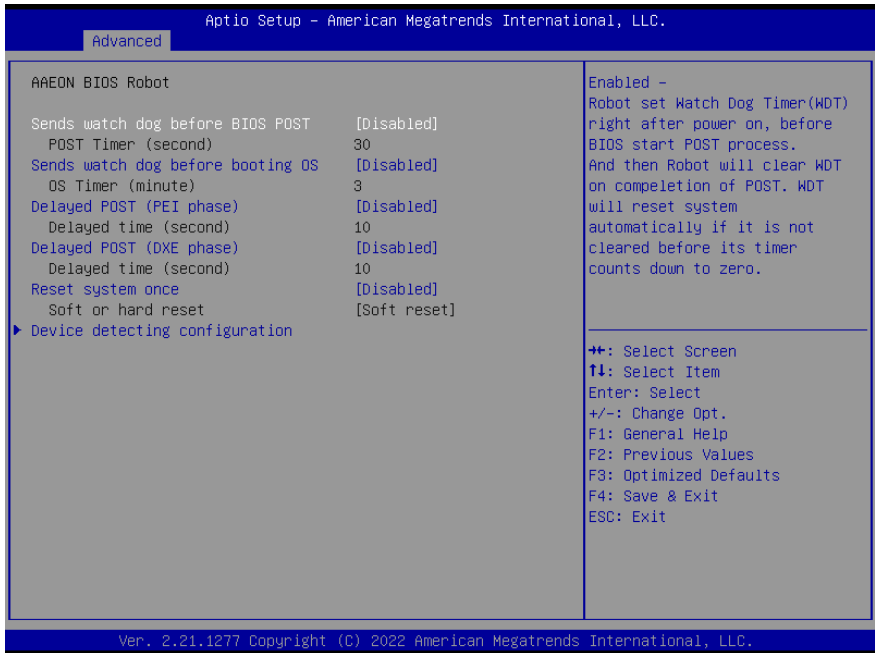 Aptio Setup – American Megatrends International, LLC.
Advanced
AAEON BIOS Robot
Sends watch dog before BIOS POST [Disabled]
POST Timer (second) 30
Sends watch dog before booting OS [Disabled]
OS Timer (minute) 3
Delayed POST (PEI phase) [Disabled]
Delayed time (second) 10
Delayed POST (DXE phase) [Disabled]
Delayed time (second) 10
Reset system once [Disabled]
Soft or hard reset [Soft reset]
Device detecting configuration
Enabled –
Robot set Watch Dog Timer(WDT)
right after power on, before
BIOS start POST process.
And then Robot will clear WDT
on compeletion of POST. WDT
will reset system
automatically if it is not
cleared before its timer
counts down to zero.
→←: Select Screen
↑↓: Select Item
Enter: Select
+/-: Change Opt.
F1: General Help
F2: Previous Values
F3: Optimized Defaults
F4: Save & Exit
ESC: Exit
Ver. 2.21.1277 Copyright (C) 2022 American Megatrends International, LLC.